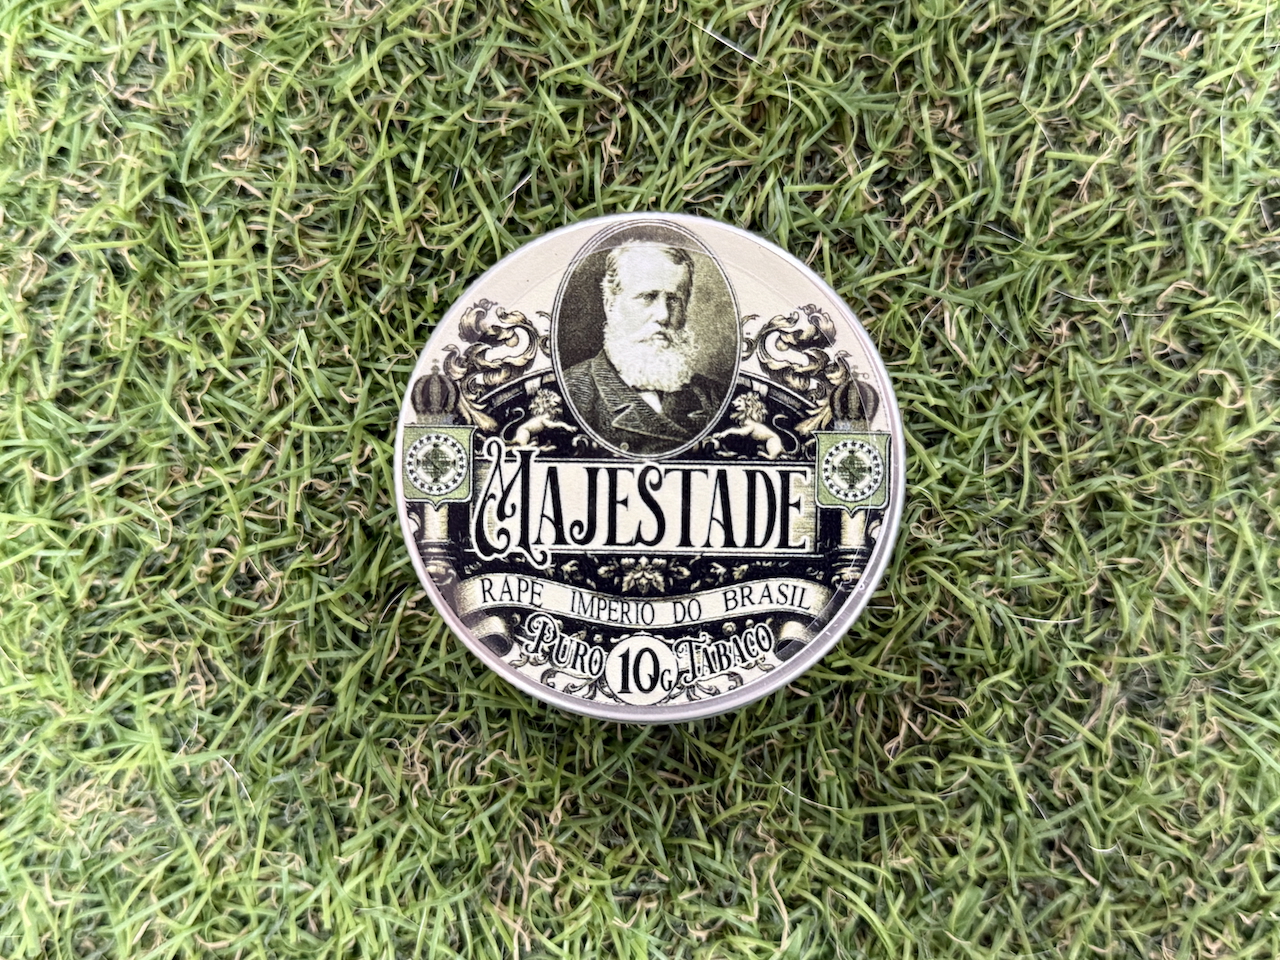 MAJESTADE
RAPE IMPERIO DO BRASIL
PURO 10G TABACO